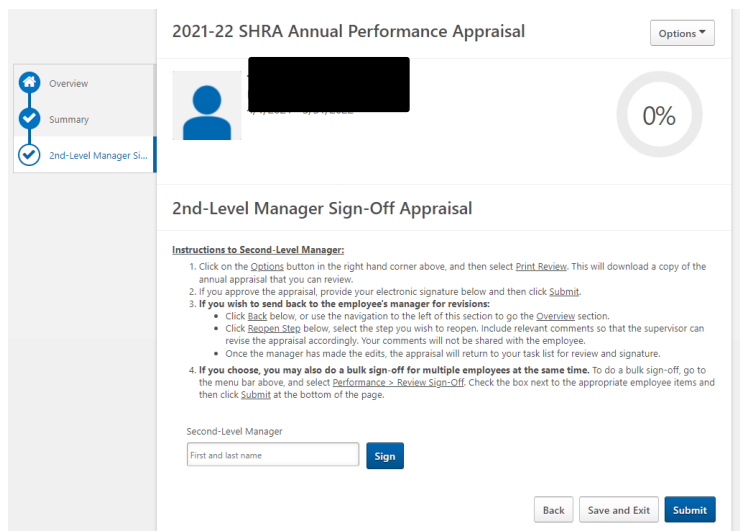 2021-22 SHRA Annual Performance Appraisal
Options
Overview
Summary
2nd-Level Manager Si...
0%
2nd-Level Manager Sign-Off Appraisal
Instructions to Second-Level Manager:
1. Click on the Options button in the right hand corner above, and then select Print Review. This will download a copy of the
annual appraisal that you can review.
2. If you approve the appraisal, provide your electronic signature below and then click Submit.
3. If you wish to send back to the employee's manager for revisions:
• Click Back below, or use the navigation to the left of this section to go the Overview section.
• Click Reopen Step below, select the step you wish to reopen. Include relevant comments so that the supervisor can
revise the appraisal accordingly. Your comments will not be shared with the employee.
• Once the manager has made the edits, the appraisal will return to your task list for review and signature.
4. If you choose, you may also do a bulk sign-off for multiple employees at the same time. To do a bulk sign-off, go to
the menu bar above, and select Performance > Review Sign-Off. Check the box next to the appropriate employee items and
then click Submit at the bottom of the page.
Second-Level Manager
First and last name
Sign
Back
Save and Exit
Submit